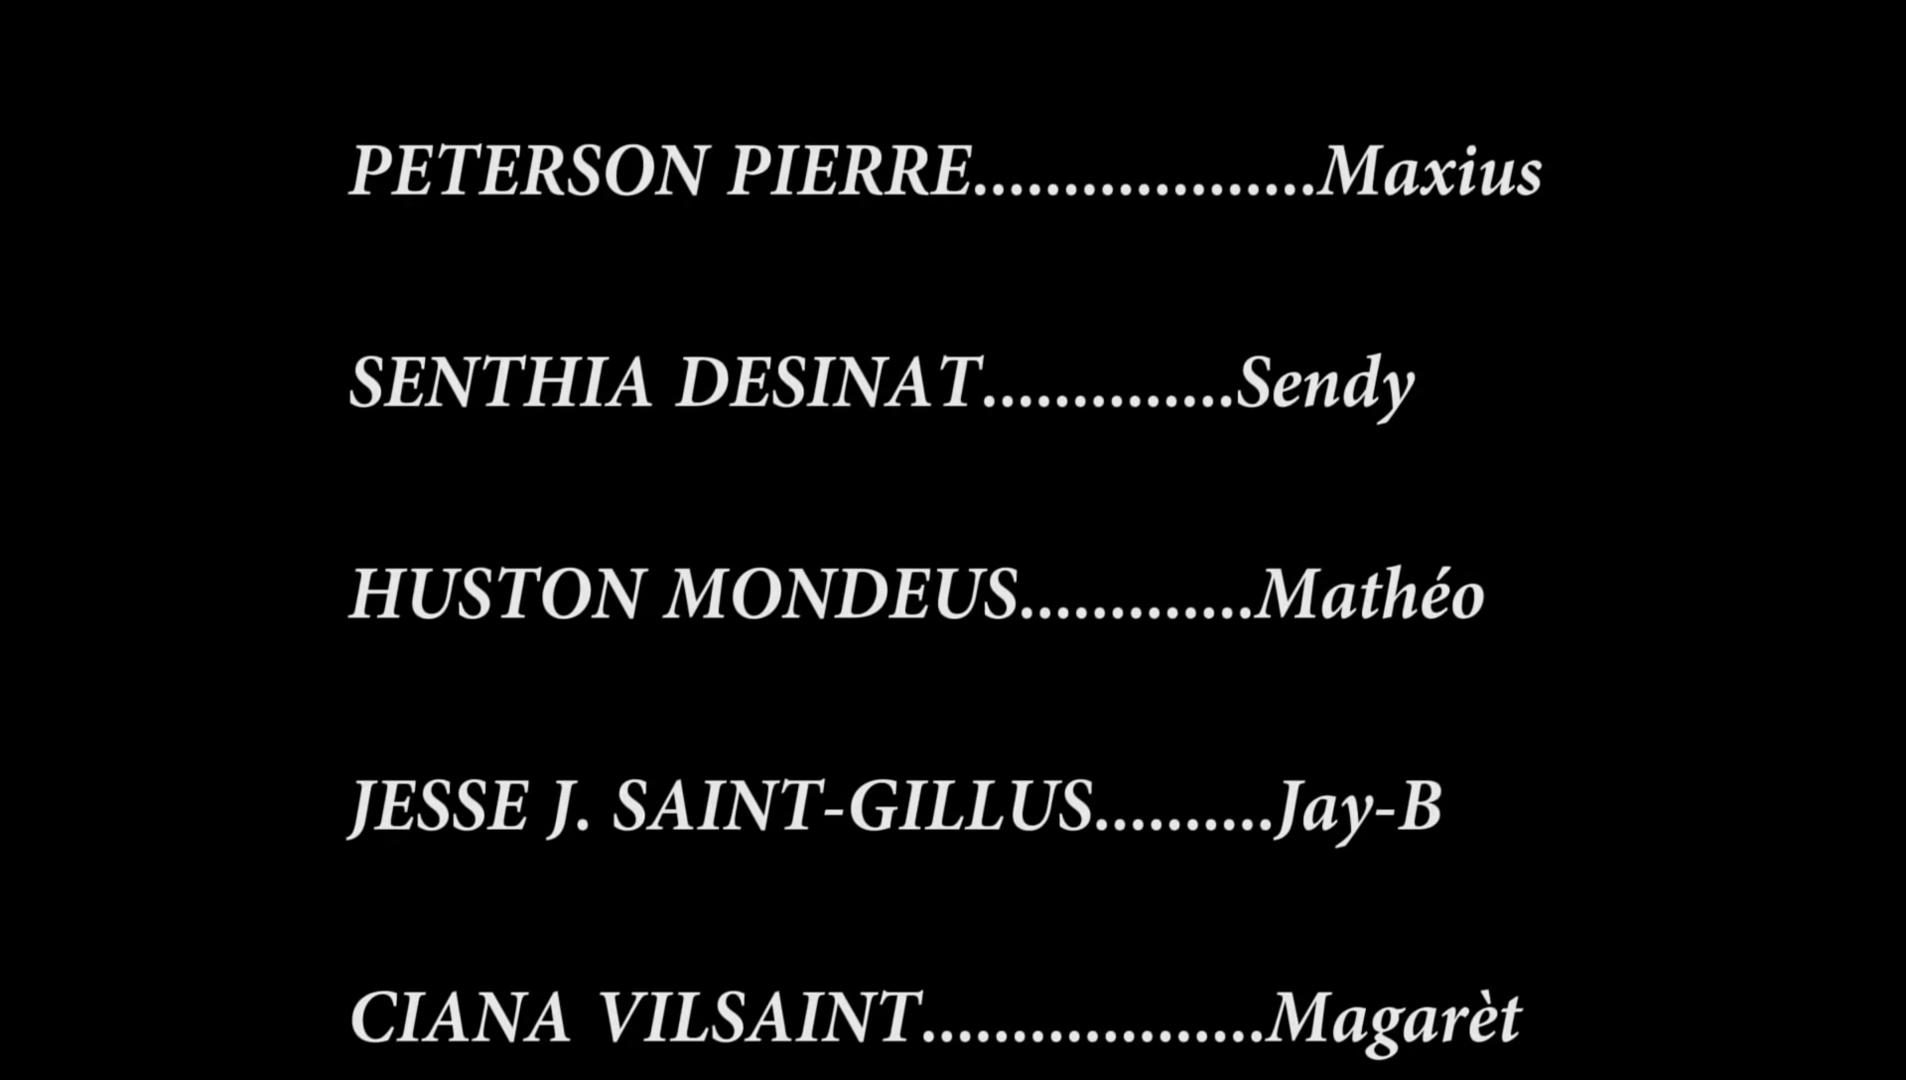 PETERSON PIERRE...................Maxius
SENTHIA DESINAT..............Sendy
HUSTON MONDEUS.............Mathéo
JESSE J. SAINT-GILLUS..........Jay-B
CIANA VILSAINT...................Magarèt